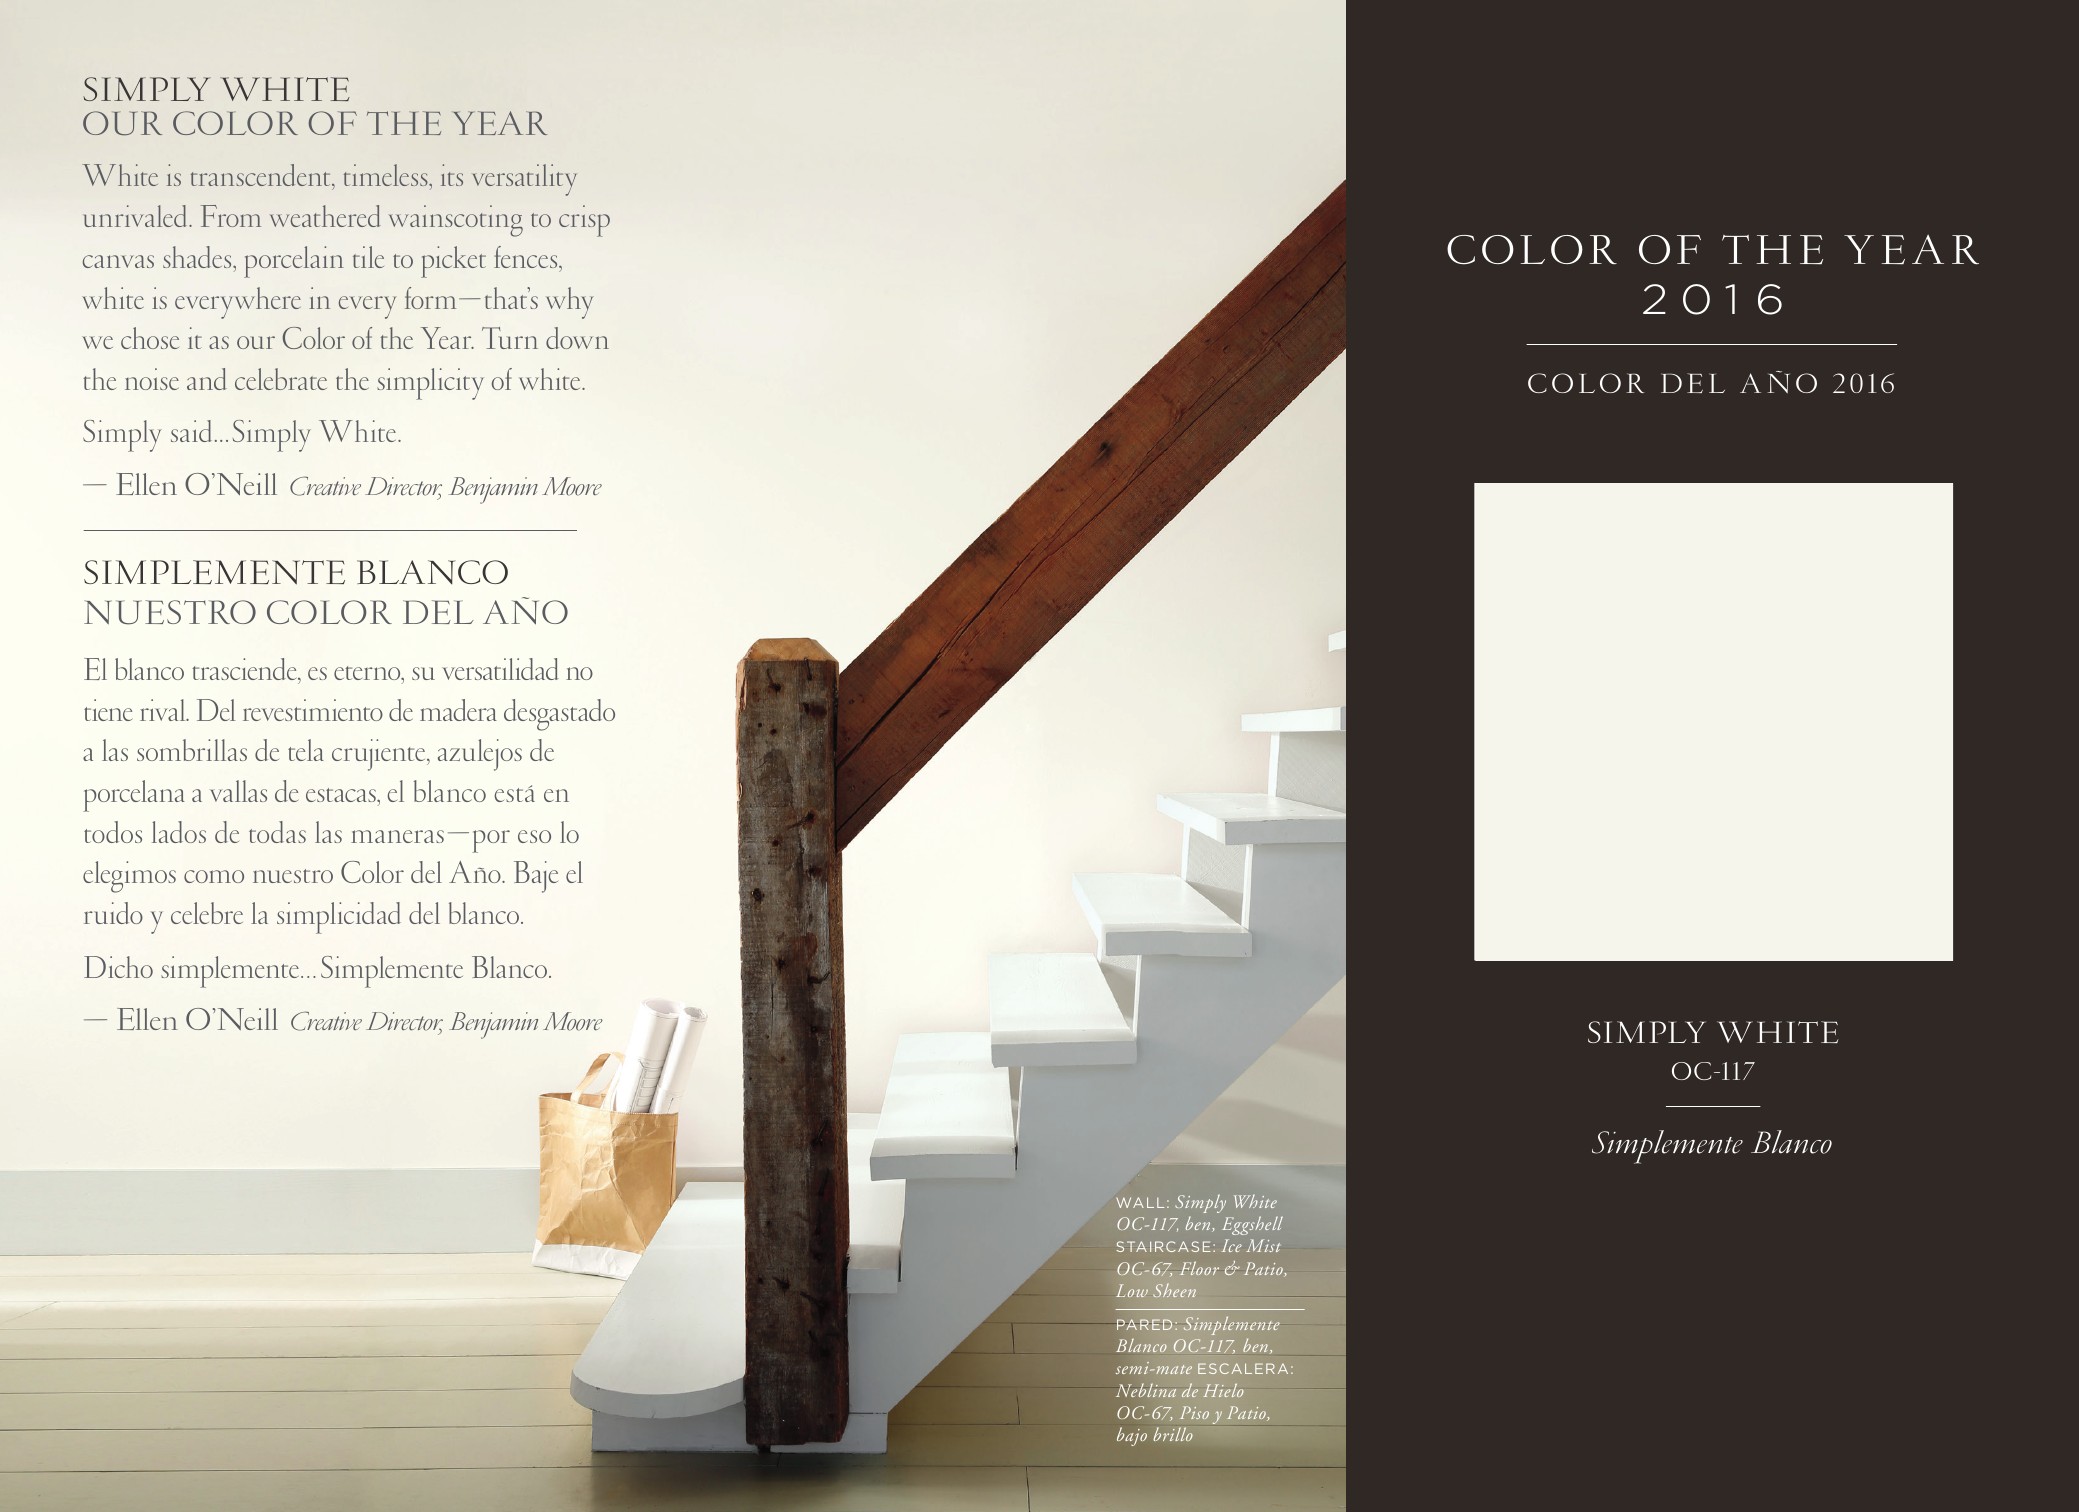 SIMPLY WHITE
OUR COLOR OF THE YEAR
White is transcendent, timeless, its versatility
unrivaled. From weathered wainscoting to crisp
canvas shades, porcelain tile to picket fences,
white is everywhere in every form—that's why
we chose it as our Color of the Year. Turn down
the noise and celebrate the simplicity of white.
Simply said...Simply White.
— Ellen O'Neill Creative Director, Benjamin Moore
SIMPLEMENTE BLANCO
NUESTRO COLOR DEL AÑO
El blanco trasciende, es eterno, su versatilidad no
tiene rival. Del revestimiento de madera desgastado
a las sombrillas de tela crujiente, azulejos de
porcelana a vallas de estacas, el blanco está en
todos lados de todas las maneras—por eso lo
elegimos como nuestro Color del Año. Baje el
ruido y celebre la simplicidad del blanco.
Dicho simplemente...Simplemente Blanco.
— Ellen O'Neill Creative Director, Benjamin Moore
WALL: Simply White
OC-117, ben, Eggshell
STAIRCASE: Ice Mist
OC-67, Floor & Patio,
Low Sheen
PARED: Simplemente
Blanco OC-117, ben,
semi-mate ESCALERA:
Neblina de Hielo
OC-67, Piso y Patio,
bajo brillo
COLOR OF THE YEAR
2016
COLOR DEL AÑO 2016
SIMPLY WHITE
OC-117
Simplemente Blanco